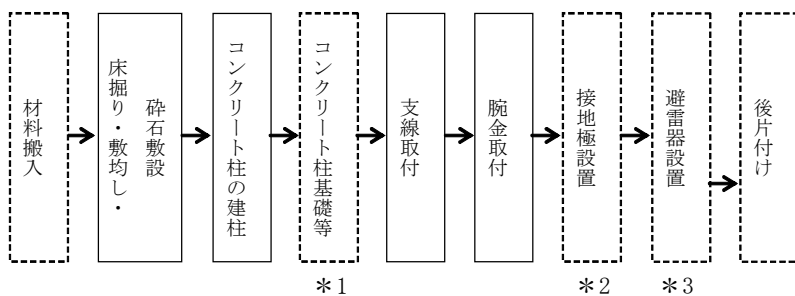 材料搬入
床掘り・敷均し・
砕石敷設
コンクリート柱の建柱
コンクリート柱基礎等
支線取付
腕金取付
接地極設置
避雷器設置
後片付け
＊1
＊2
＊3